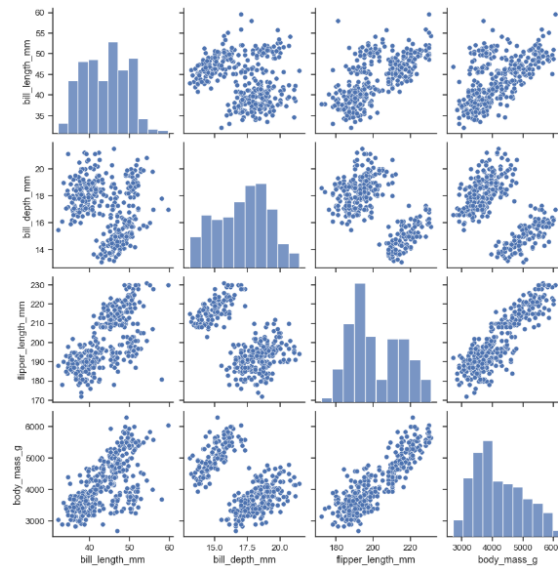 60
55
50
45
40
35
bill_length_mm
20
18
16
14
bill_depth_mm
230
220
210
200
190
180
170
flipper_length_mm
6000
5000
4000
3000
body_mass_g
40 50 60
bill_length_mm
15.0 17.5 20.0
bill_depth_mm
180 200 220
flipper_length_mm
3000 4000 5000 600
body_mass_g